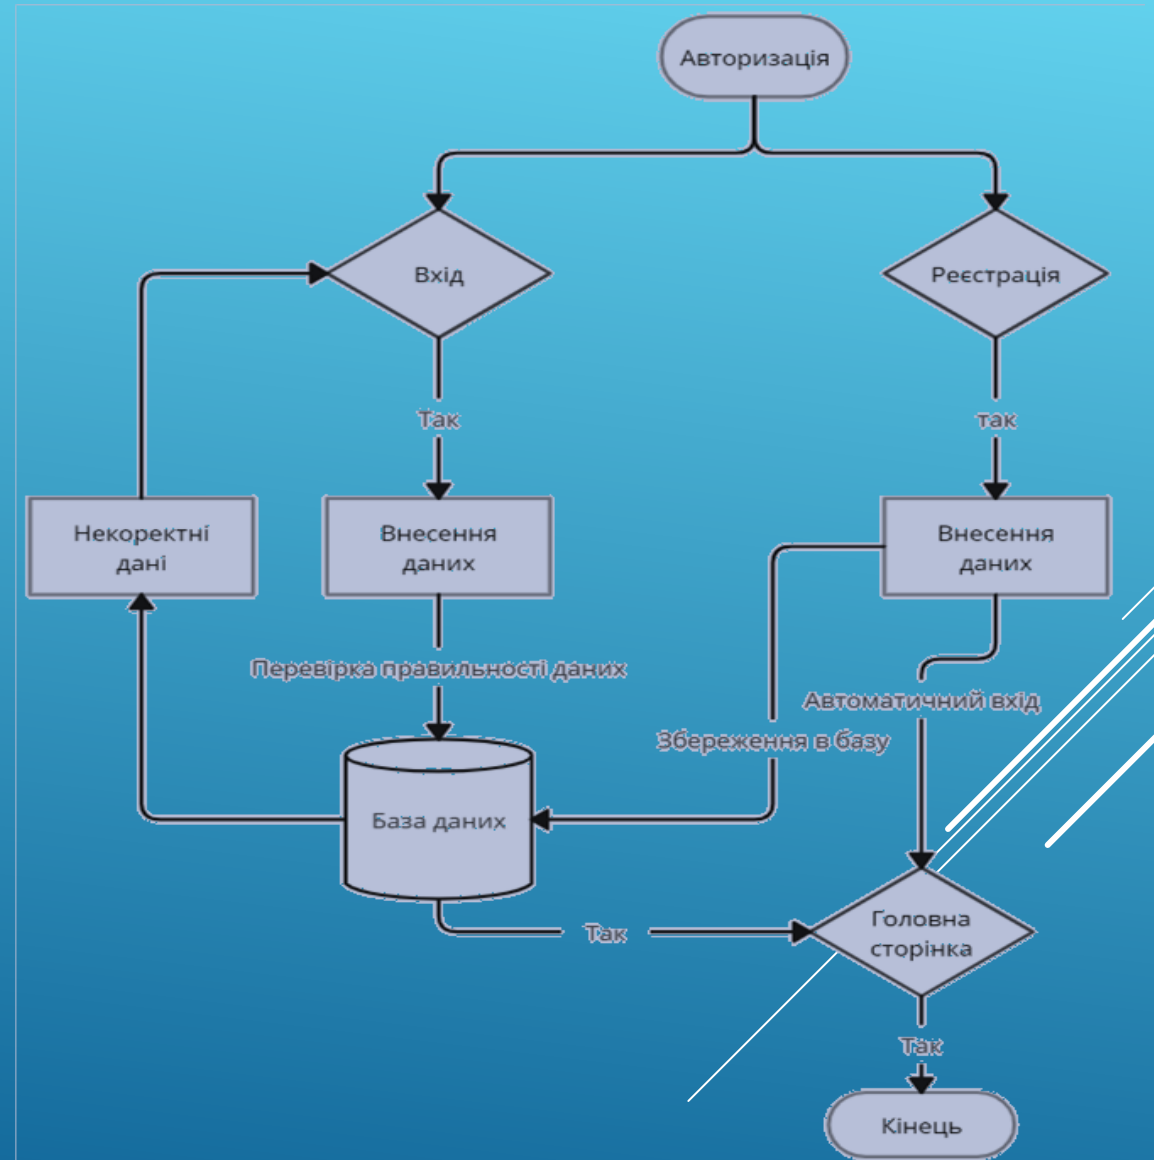 Авторизація
Вхід
Реєстрація
Так
так
Некоректні
дані
Внесення
даних
Внесення
даних
Перевірка правильності даних
Автоматичний вхід
Збереження в базу
База даних
Головна
сторінка
Так
Так
Кінець